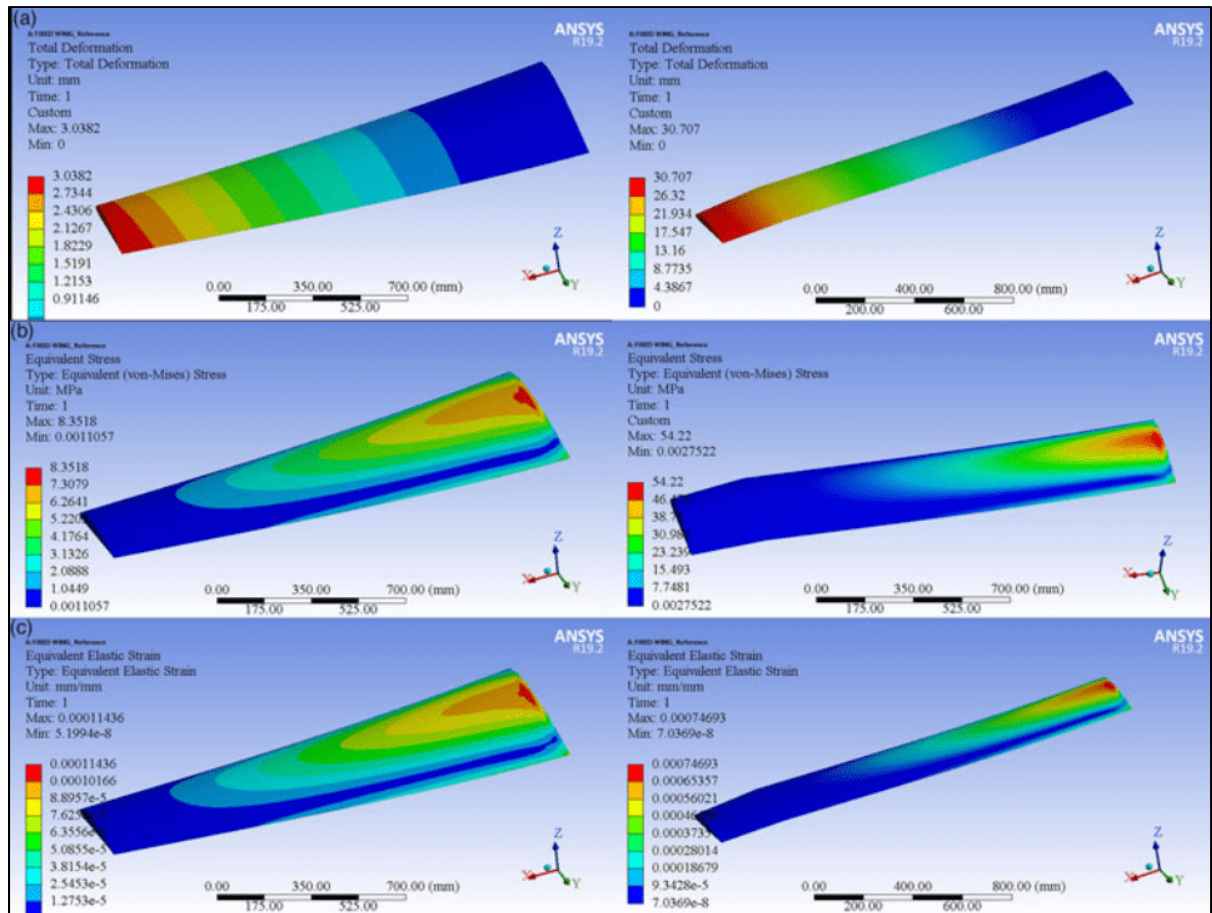 (a)
A: FIXED WING_Reference
Total Deformation
Type: Total Deformation
Unit: mm
Time: 1
Custom
Max: 3.0382
Min: 0
3.0382
2.7344
2.4306
2.1267
1.8229
1.5191
1.2153
0.91146
ANSYS
R19.2
Z
X
Y
0.00 350.00 700.00 (mm)
175.00 525.00
A: FIXED WING_Reference
Total Deformation
Type: Total Deformation
Unit: mm
Time: 1
Custom
Max: 30.707
Min: 0
30.707
26.32
21.934
17.547
13.16
8.7735
4.3867
0
ANSYS
R19.2
Z
X
Y
0.00 400.00 800.00 (mm)
200.00 600.00
(b)
A: FIXED WING_Reference
Equivalent Stress
Type: Equivalent (von-Mises) Stress
Unit: MPa
Time: 1
Max: 8.3518
Min: 0.0011057
8.3518
7.3079
6.2641
4.1764
3.1326
2.0888
1.0449
0.0011057
ANSYS
R19.2
Z
X
Y
0.00 350.00 700.00 (mm)
175.00 525.00
A: FIXED WING_Reference
Equivalent Stress
Type: Equivalent (von-Mises) Stress
Unit: MPa
Time: 1
Custom
Max: 54.22
Min: 0.0027522
54.22
23.239
15.493
7.7481
0.0027522
ANSYS
R19.2
Z
X
Y
0.00 350.00 700.00 (mm)
175.00 525.00
(c)
A: FIXED WING_Reference
Equivalent Elastic Strain
Type: Equivalent Elastic Strain
Unit: mm/mm
Time: 1
Max: 0.00011436
Min: 5.1994e-8
0.00011436
0.00010166
8.8957e-5
5.0855e-5
3.8154e-5
2.5453e-5
1.2753e-5
ANSYS
R19.2
Z
X
Y
0.00 350.00 700.00 (mm)
175.00 525.00
A: FIXED WING_Reference
Equivalent Elastic Strain
Type: Equivalent Elastic Strain
Unit: mm/mm
Time: 1
Max: 0.00074693
Min: 7.0369e-8
0.00074693
0.00065357
0.00056021
0.00028014
0.00018679
9.3428e-5
7.0369e-8
ANSYS
R19.2
Z
X
Y
0.00 400.00 800.00 (mm)
200.00 600.00